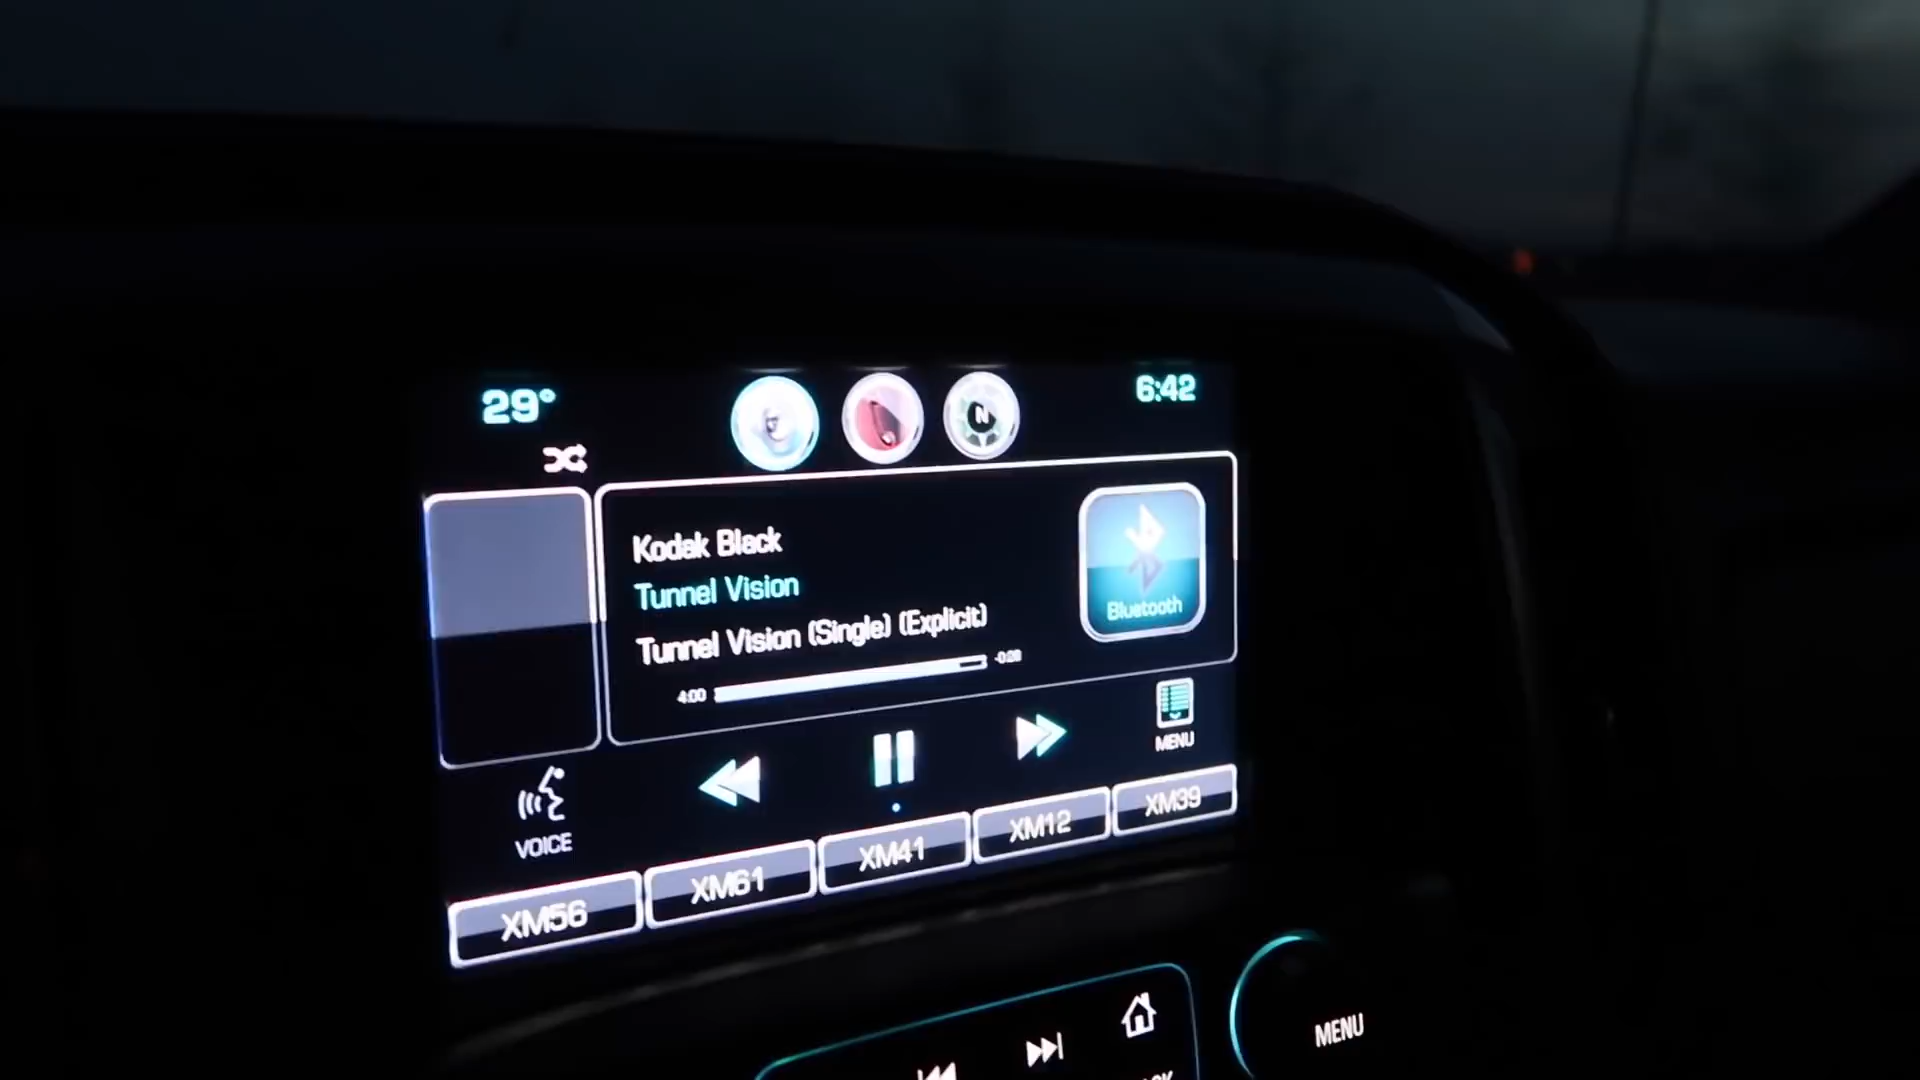 29°
N
6:42
Kodak Black
Tunnel Vision
Tunnel Vision (Single) (Explicit)
4:00
-0:08
Bluetooth
MENU
VOICE
XM56
XM61
XM41
XM12
XM39
MENU